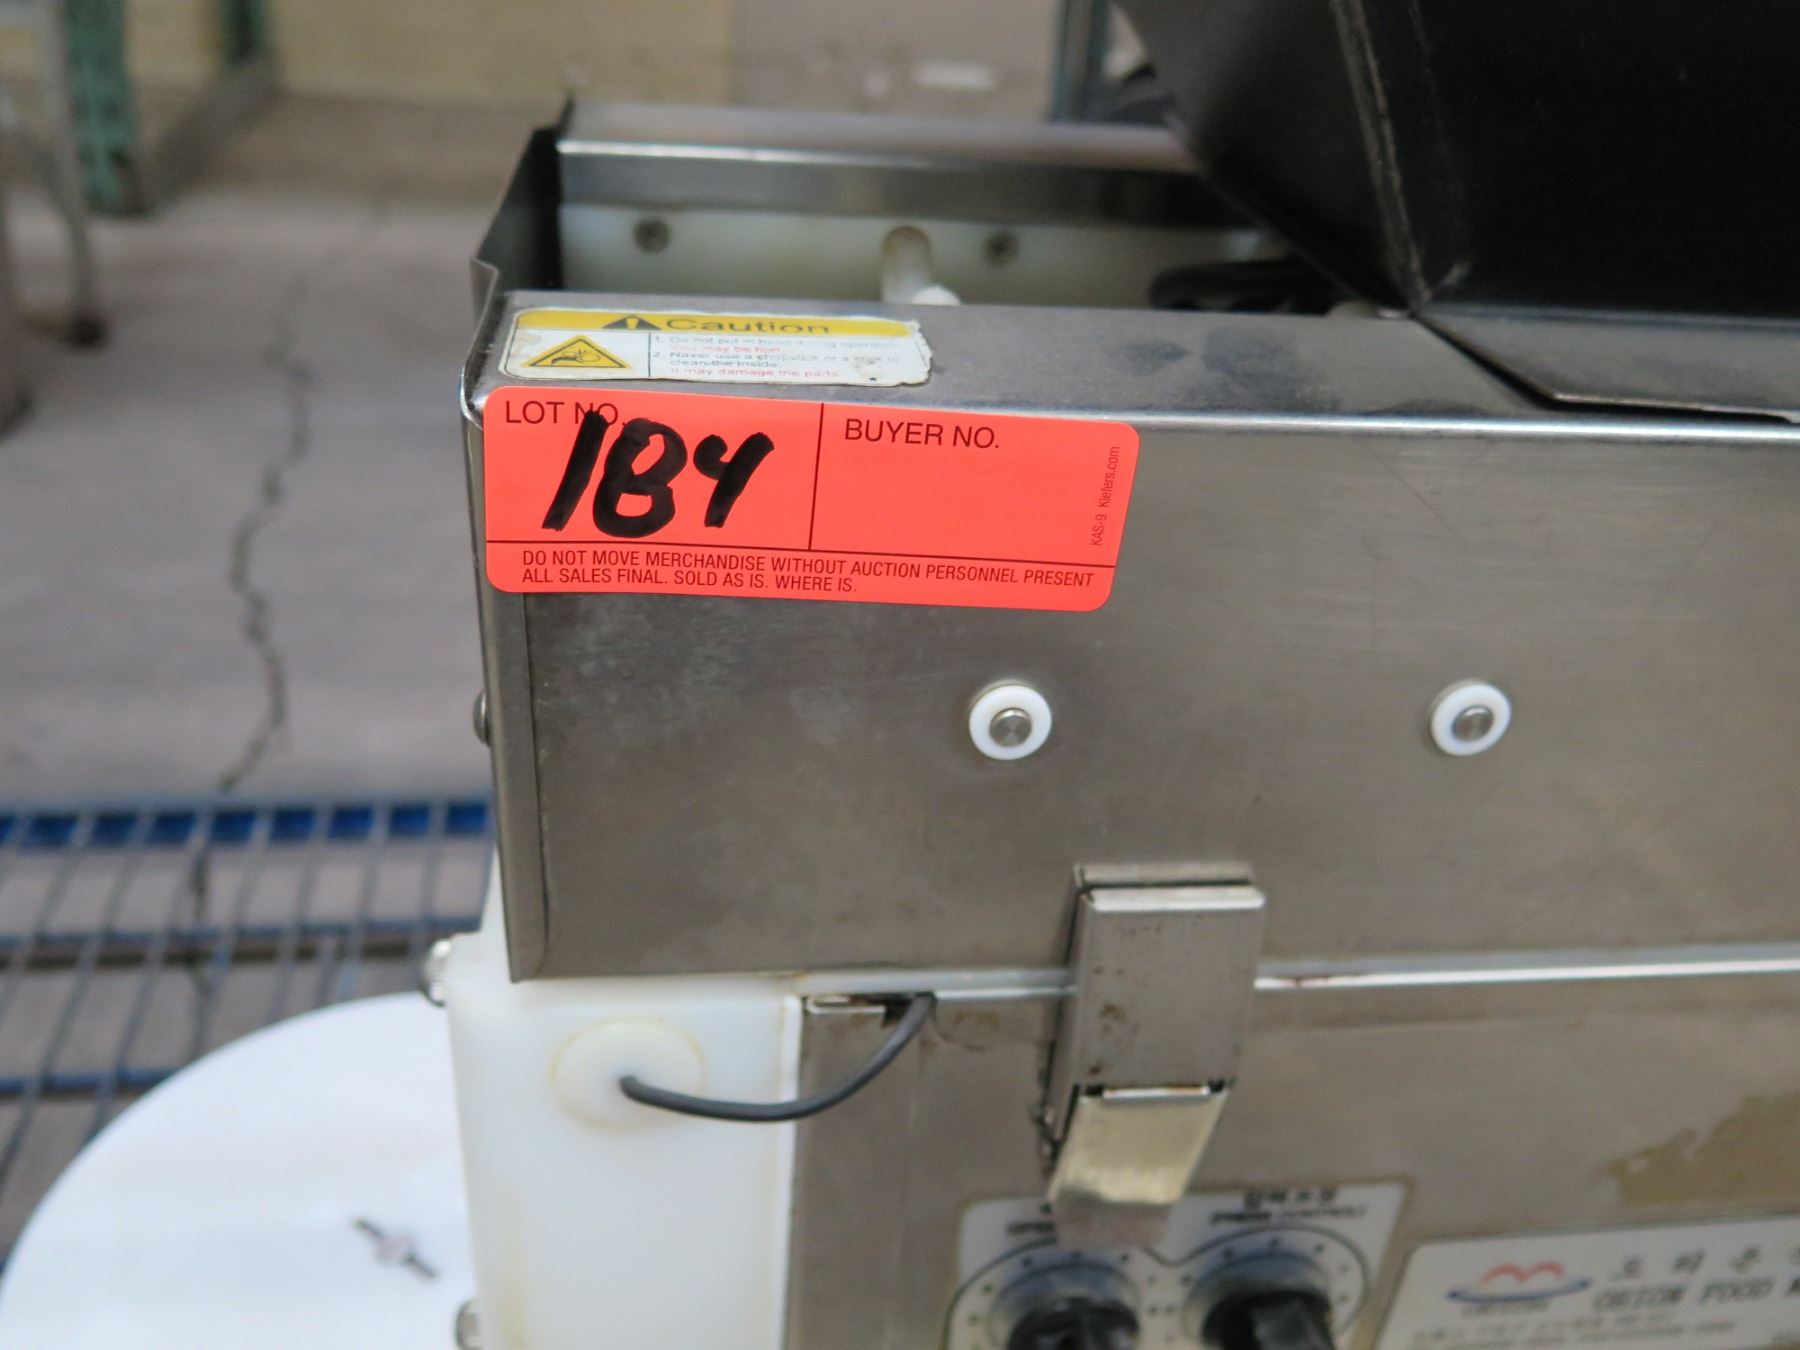 Caution
1. Do not put in hand during operation
You may be hurt
2. Never use a chopstick or a stick to
clean the inside.
It may damage the parts
LOT NO.
184
BUYER NO.
KAS-9 Kiefers.com
DO NOT MOVE MERCHANDISE WITHOUT AUCTION PERSONNEL PRESENT
ALL SALES FINAL. SOLD AS IS. WHERE IS.
ORION FOOD